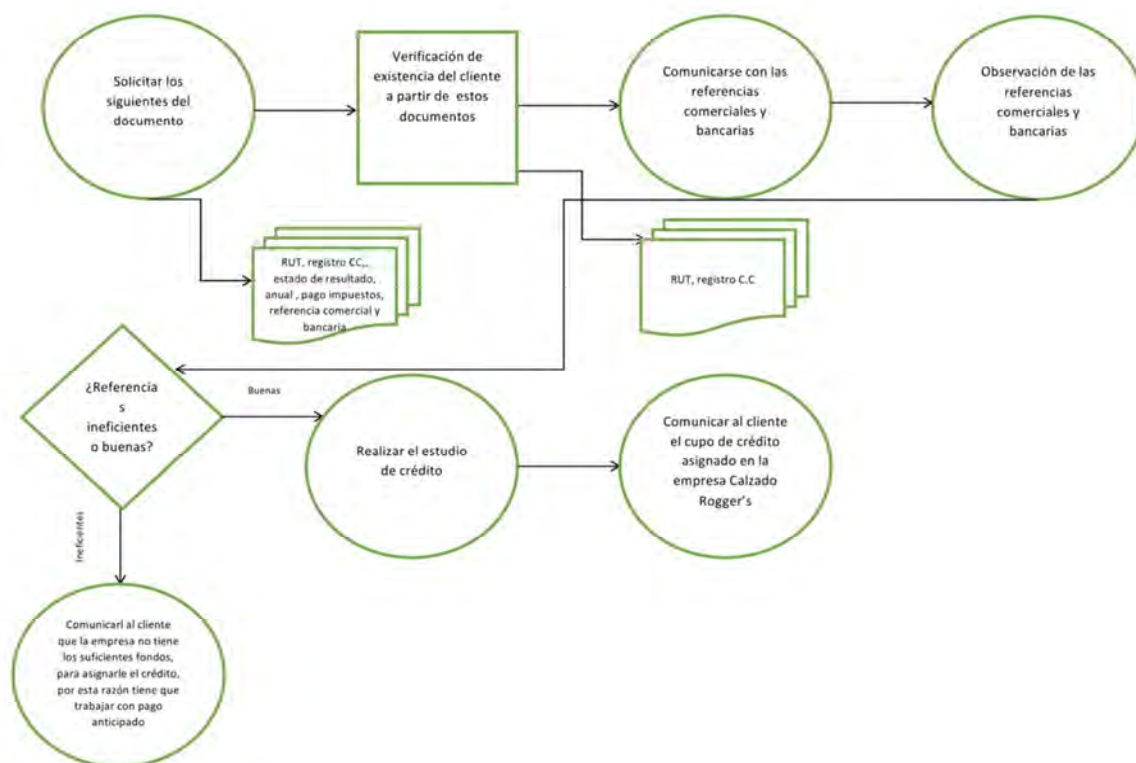 Solicitar los
siguientes del
documento
Verificación de
existencia del cliente
a partir de estos
documentos
Comunicarse con las
referencias
comerciales y
bancarias
Observación de las
referencias
comerciales y
bancarias
RUT, registro CC,.
estado de resultado,
anual , pago impuestos,
referencia comercial y
bancaria
RUT, registro C.C
¿Referencia
s
ineficientes
o buenas?
Buenas
Realizar el estudio
de crédito
Comunicar al cliente
el cupo de crédito
asignado en la
empresa Calzado
Rogger's
Ineficientes
Comunicarl al cliente
que la empresa no tiene
los suficientes fondos,
para asignarle el crédito,
por esta razón tiene que
trabajar con pago
anticipado